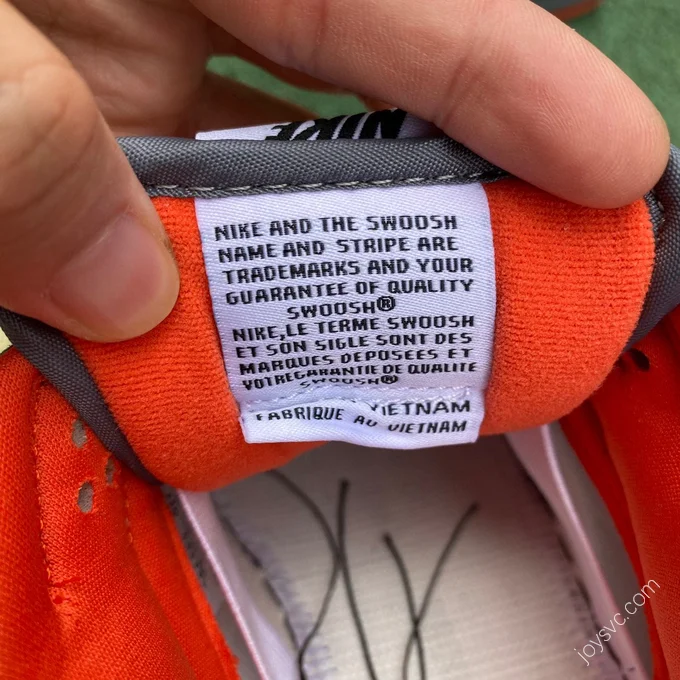 NIKE
NIKE AND THE SWOOSH
NAME AND STRIPE ARE
TRADEMARKS AND YOUR
GUARANTEE OF QUALITY
SWOOSH®
NIKE,LE TERME SWOOSH
ET SON SIGLE SONT DES
MARQUES DEPOSEES ET
VOTREGARANTIE DE QUALITE
SWOOSH®
VIETNAM
FABRIQUE AU VIETNAM
joysvc.com